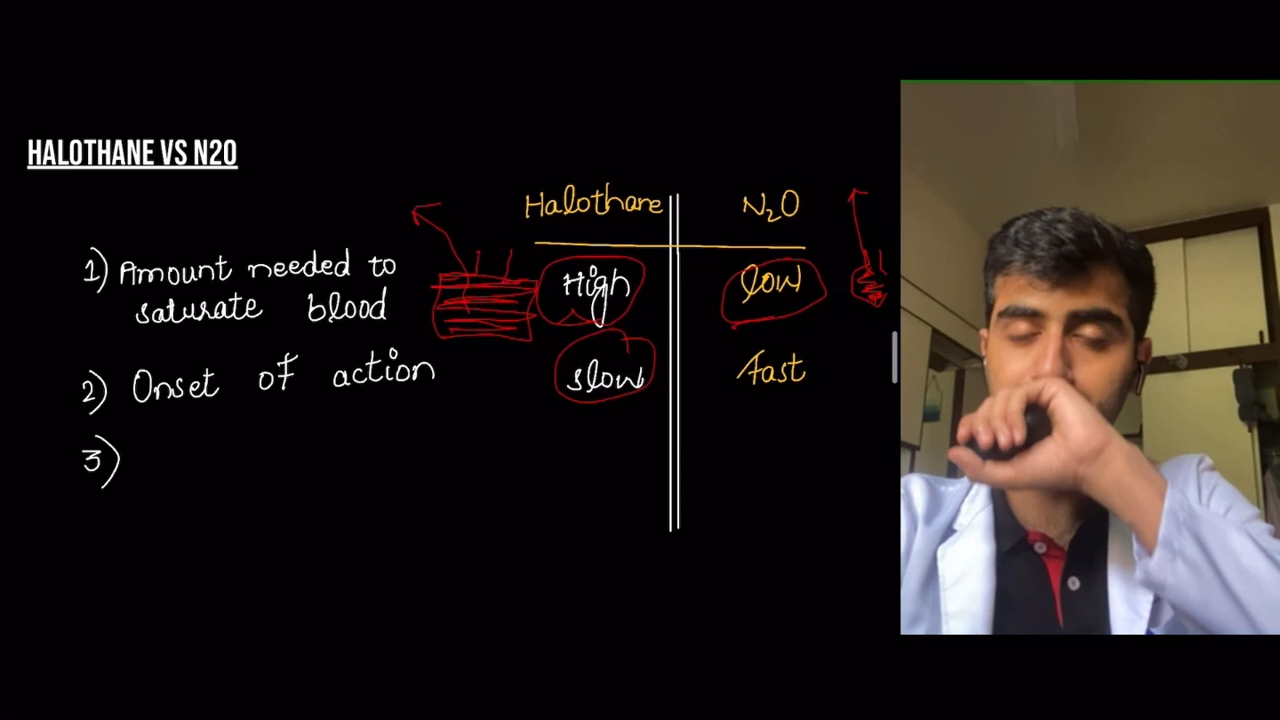 HALOTHANE VS N2O
Halothane N₂O
1) Amount needed to High low
saturate blood
2) Onset of action slow Fast
3)